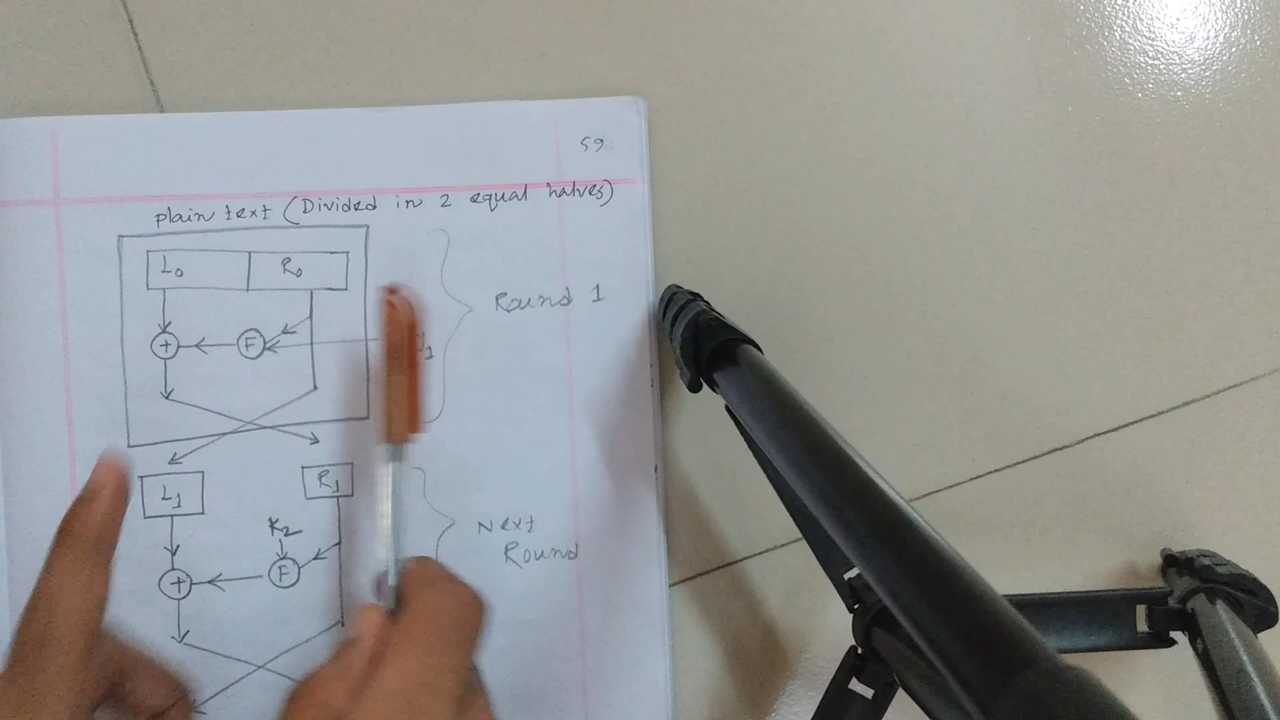 59
plain text (Divided in 2 equal halves)
L0 R0
Round 1
+ F
L1 R1
K2
Next
Round
+ F